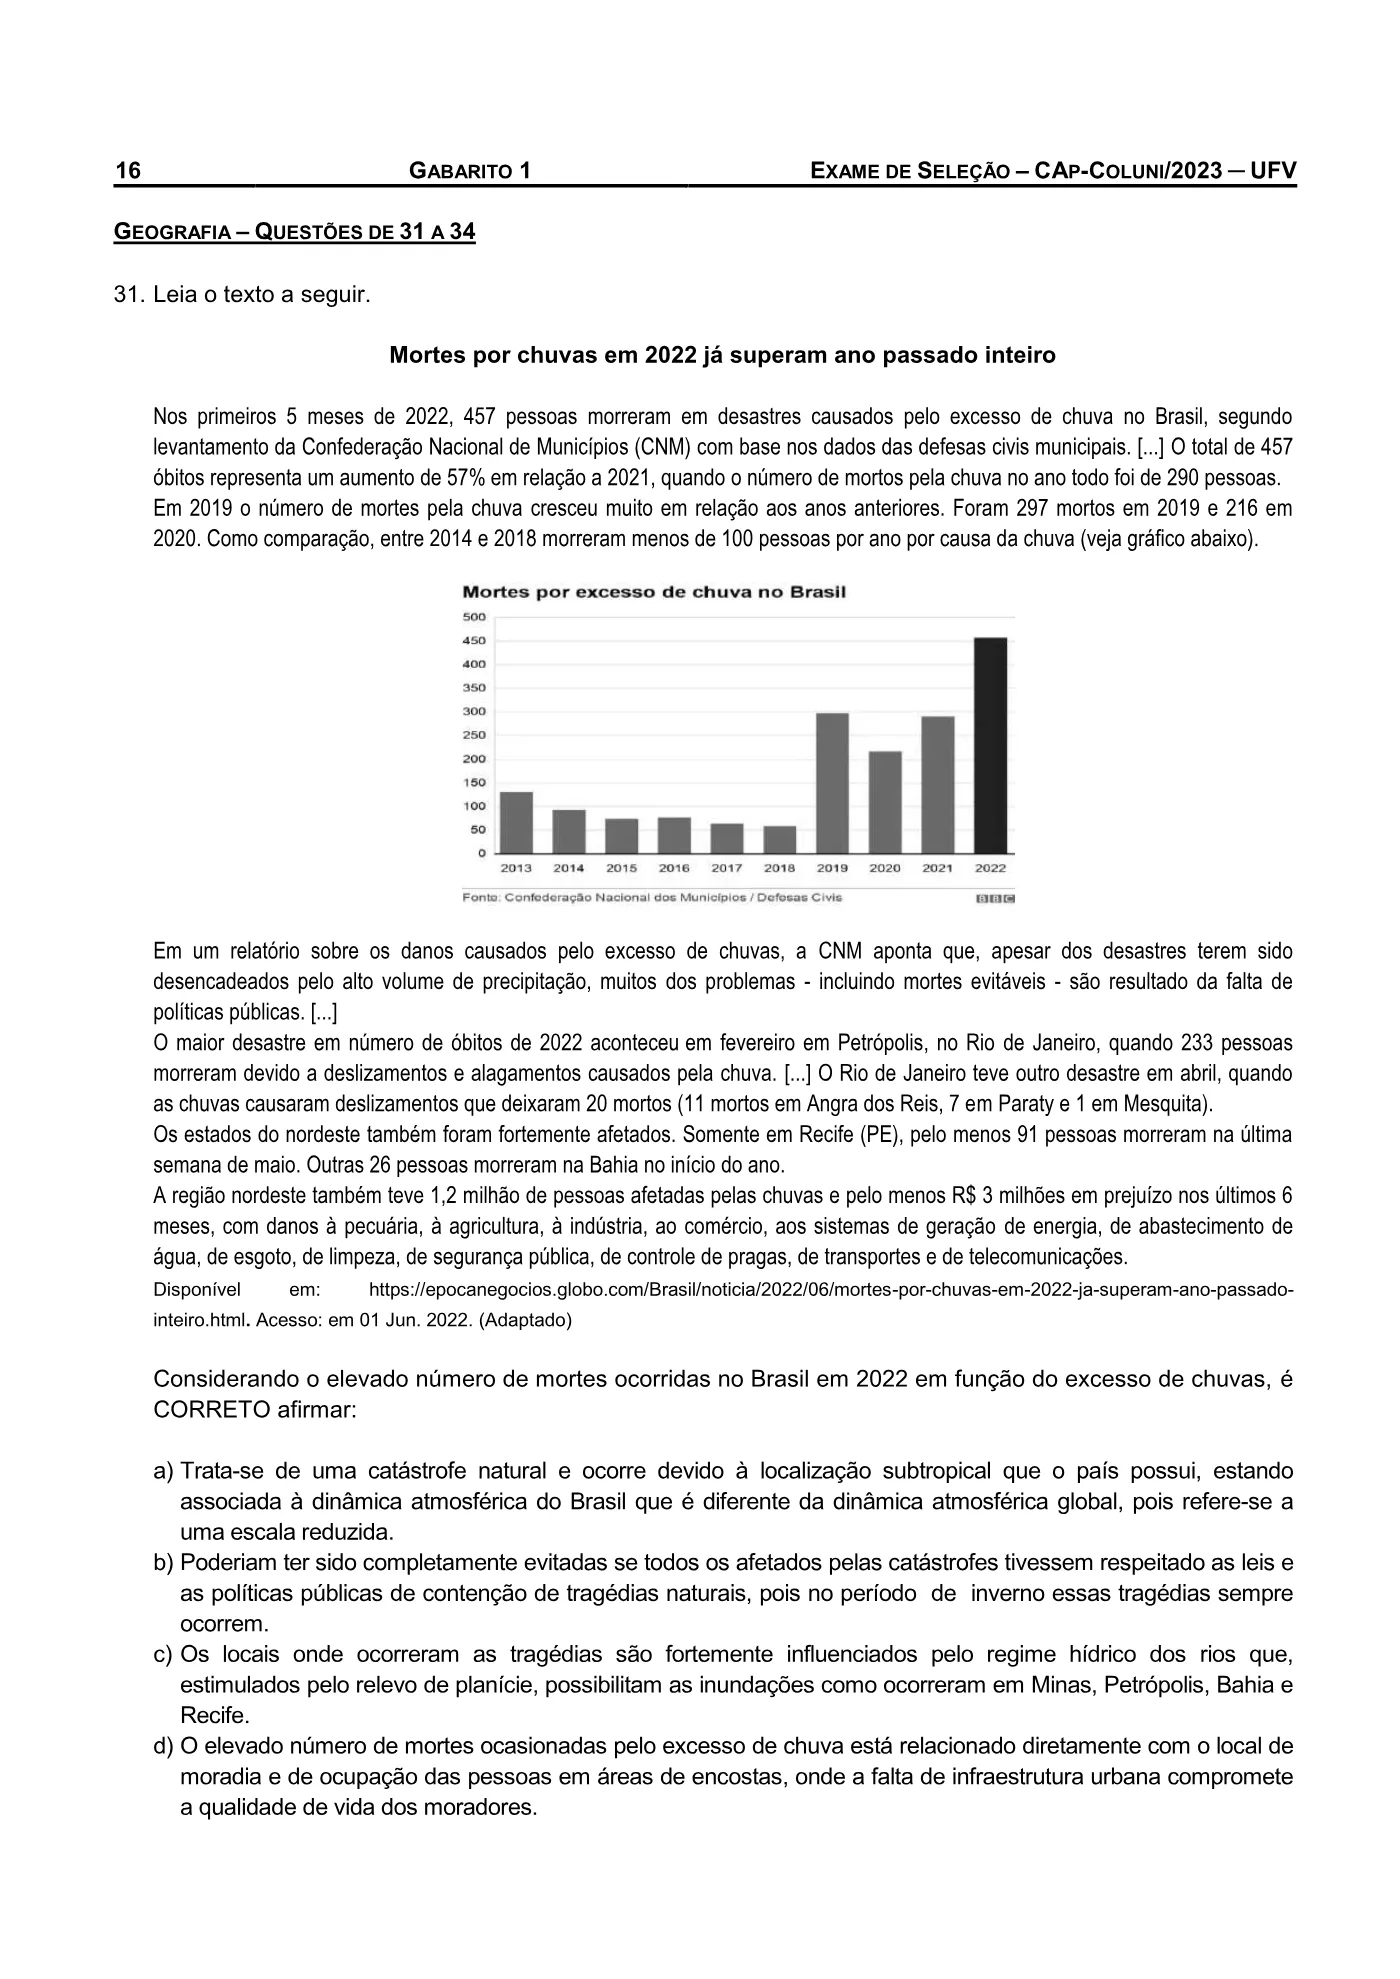 16 GABARITO 1 EXAME DE SELEÇÃO – CAP-COLUNI/2023 — UFV
GEOGRAFIA – QUESTÕES DE 31 A 34
31. Leia o texto a seguir.
Mortes por chuvas em 2022 já superam ano passado inteiro
Nos primeiros 5 meses de 2022, 457 pessoas morreram em desastres causados pelo excesso de chuva no Brasil, segundo
levantamento da Confederação Nacional de Municípios (CNM) com base nos dados das defesas civis municipais. [...] O total de 457
óbitos representa um aumento de 57% em relação a 2021, quando o número de mortos pela chuva no ano todo foi de 290 pessoas.
Em 2019 o número de mortes pela chuva cresceu muito em relação aos anos anteriores. Foram 297 mortos em 2019 e 216 em
2020. Como comparação, entre 2014 e 2018 morreram menos de 100 pessoas por ano por causa da chuva (veja gráfico abaixo).
Mortes por excesso de chuva no Brasil
500
450
400
350
300
250
200
150
100
50
0
2013 2014 2015 2016 2017 2018 2019 2020 2021 2022
Fonte: Confederação Nacional dos Municípios / Defesas Civis BBC
Em um relatório sobre os danos causados pelo excesso de chuvas, a CNM aponta que, apesar dos desastres terem sido
desencadeados pelo alto volume de precipitação, muitos dos problemas - incluindo mortes evitáveis - são resultado da falta de
políticas públicas. [...]
O maior desastre em número de óbitos de 2022 aconteceu em fevereiro em Petrópolis, no Rio de Janeiro, quando 233 pessoas
morreram devido a deslizamentos e alagamentos causados pela chuva. [...] O Rio de Janeiro teve outro desastre em abril, quando
as chuvas causaram deslizamentos que deixaram 20 mortos (11 mortos em Angra dos Reis, 7 em Paraty e 1 em Mesquita).
Os estados do nordeste também foram fortemente afetados. Somente em Recife (PE), pelo menos 91 pessoas morreram na última
semana de maio. Outras 26 pessoas morreram na Bahia no início do ano.
A região nordeste também teve 1,2 milhão de pessoas afetadas pelas chuvas e pelo menos R$ 3 milhões em prejuízo nos últimos 6
meses, com danos à pecuária, à agricultura, à indústria, ao comércio, aos sistemas de geração de energia, de abastecimento de
água, de esgoto, de limpeza, de segurança pública, de controle de pragas, de transportes e de telecomunicações.
Disponível em: https://epocanegocios.globo.com/Brasil/noticia/2022/06/mortes-por-chuvas-em-2022-ja-superam-ano-passado-
inteiro.html. Acesso: em 01 Jun. 2022. (Adaptado)
Considerando o elevado número de mortes ocorridas no Brasil em 2022 em função do excesso de chuvas, é
CORRETO afirmar:
a) Trata-se de uma catástrofe natural e ocorre devido à localização subtropical que o país possui, estando
associada à dinâmica atmosférica do Brasil que é diferente da dinâmica atmosférica global, pois refere-se a
uma escala reduzida.
b) Poderiam ter sido completamente evitadas se todos os afetados pelas catástrofes tivessem respeitado as leis e
as políticas públicas de contenção de tragédias naturais, pois no período de inverno essas tragédias sempre
ocorrem.
c) Os locais onde ocorreram as tragédias são fortemente influenciados pelo regime hídrico dos rios que,
estimulados pelo relevo de planície, possibilitam as inundações como ocorreram em Minas, Petrópolis, Bahia e
Recife.
d) O elevado número de mortes ocasionadas pelo excesso de chuva está relacionado diretamente com o local de
moradia e de ocupação das pessoas em áreas de encostas, onde a falta de infraestrutura urbana compromete
a qualidade de vida dos moradores.